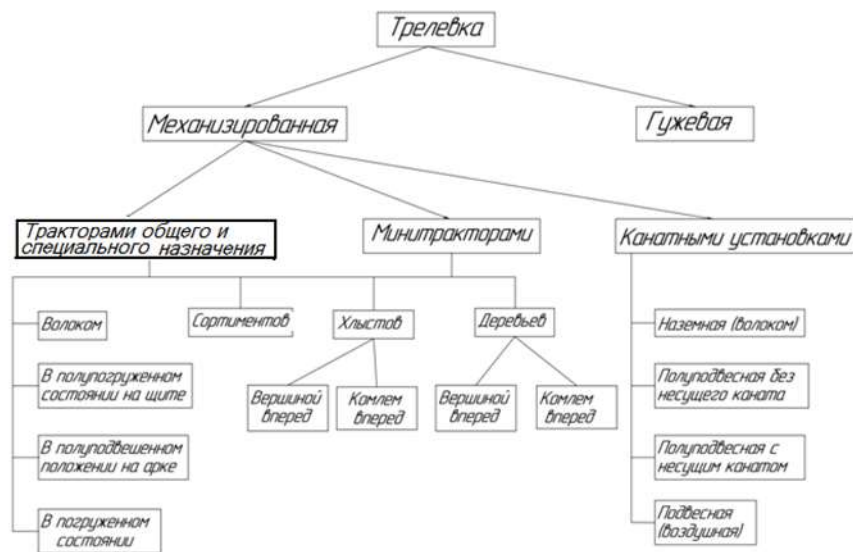 Трелевка
Механизированная
Гужевая
Тракторами общего и
специального назначения
Минитракторами
Канатными установками
Волоком
Сортиментов
Хлыстов
Деревьев
Наземная (волоком)
В полупогруженном
состоянии на щите
Вершиной
вперед
Комлем
вперед
Вершиной
вперед
Комлем
вперед
Полуподвесная без
несущего каната
В полуподвешенном
положении на арке
Полуподвесная с
несущим канатом
В погруженном
состоянии
Подвесная
(воздушная)